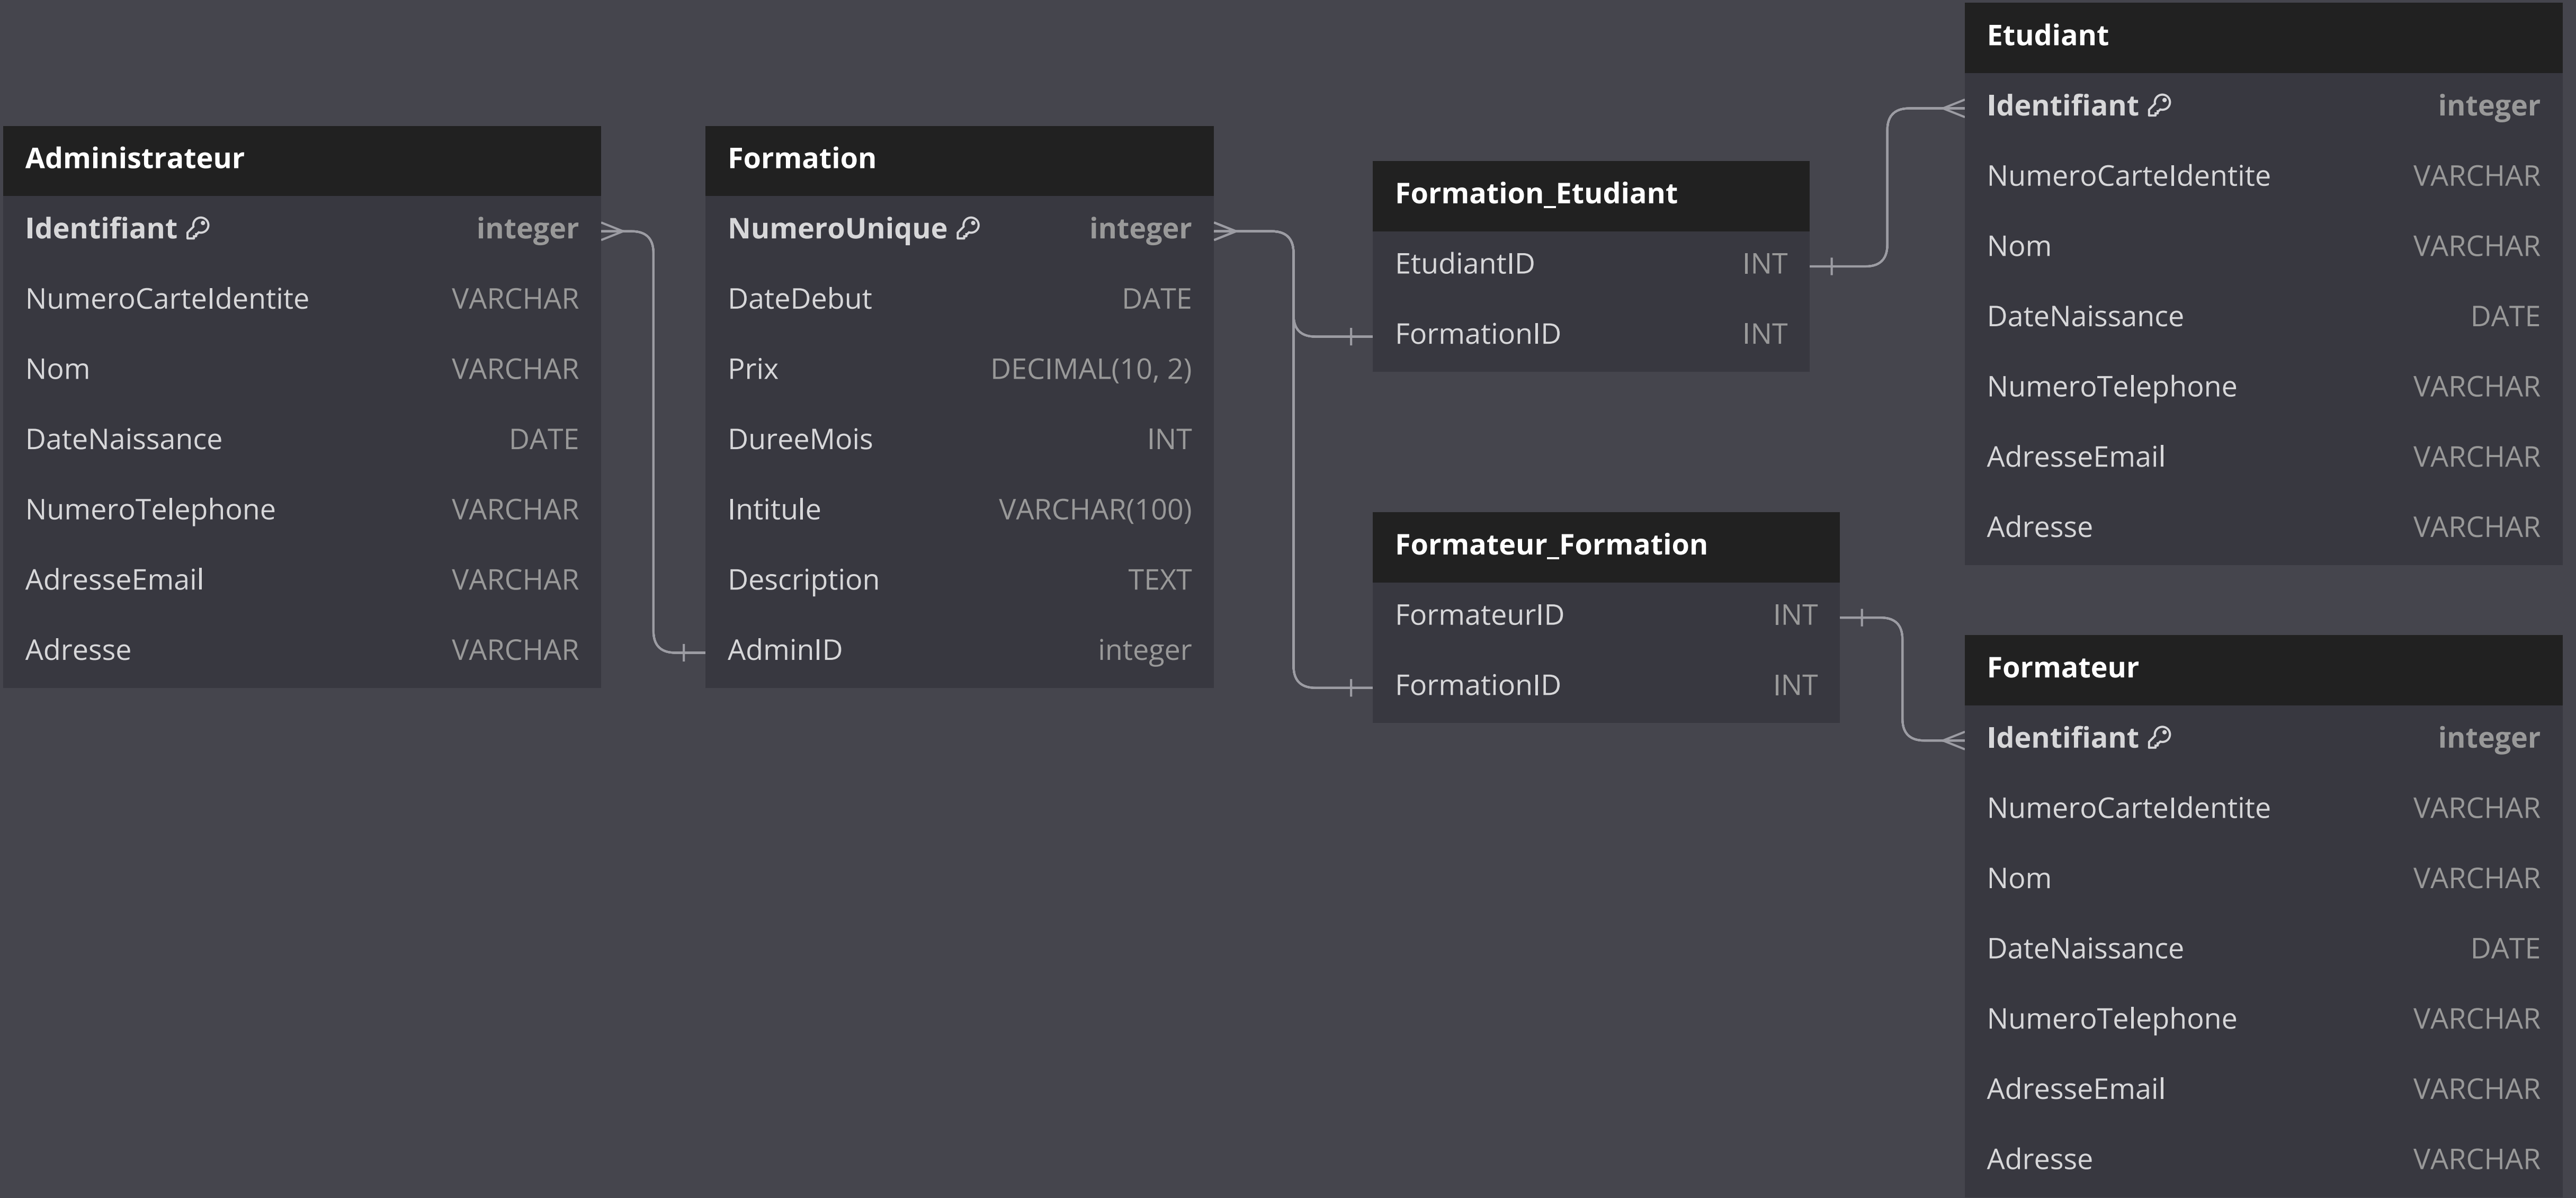 Administrateur
Identifiant integer
NumeroCarteIdentite VARCHAR
Nom VARCHAR
DateNaissance DATE
NumeroTelephone VARCHAR
AdresseEmail VARCHAR
Adresse VARCHAR
Formation
NumeroUnique integer
DateDebut DATE
Prix DECIMAL(10, 2)
DureeMois INT
Intitule VARCHAR(100)
Description TEXT
AdminID integer
Formation_Etudiant
EtudiantID INT
FormationID INT
Formateur_Formation
FormateurID INT
FormationID INT
Etudiant
Identifiant integer
NumeroCarteIdentite VARCHAR
Nom VARCHAR
DateNaissance DATE
NumeroTelephone VARCHAR
AdresseEmail VARCHAR
Adresse VARCHAR
Formateur
Identifiant integer
NumeroCarteIdentite VARCHAR
Nom VARCHAR
DateNaissance DATE
NumeroTelephone VARCHAR
AdresseEmail VARCHAR
Adresse VARCHAR